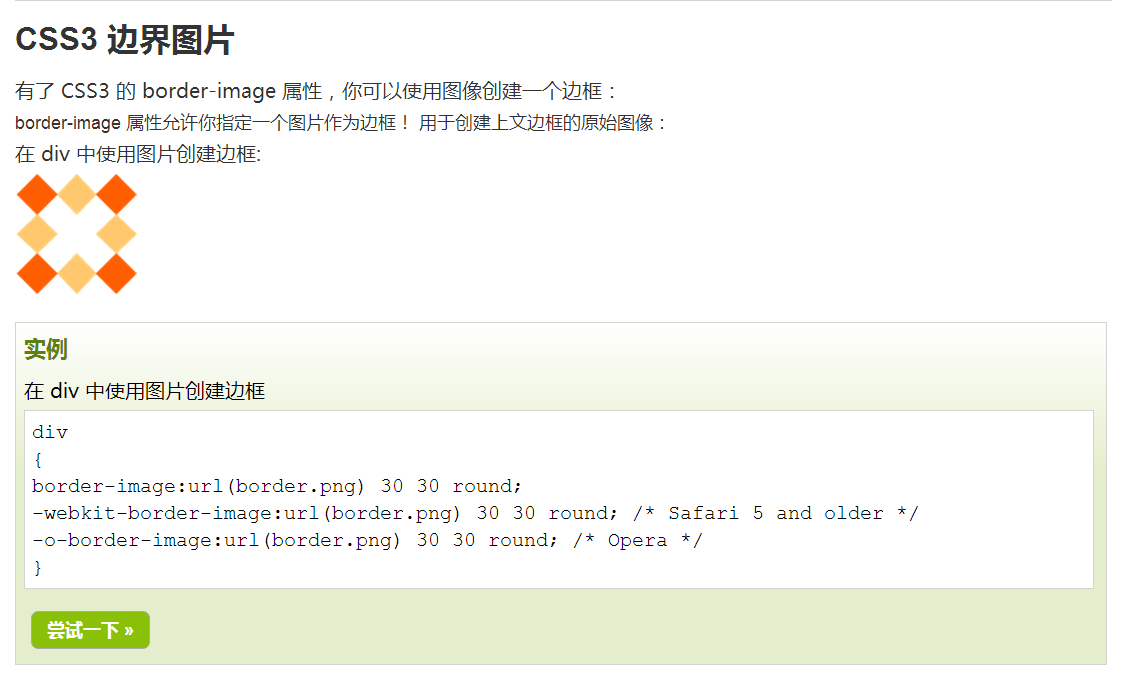 CSS3 边界图片
有了 CSS3 的 border-image 属性，你可以使用图像创建一个边框：
border-image 属性允许你指定一个图片作为边框！ 用于创建上文边框的原始图像：
在 div 中使用图片创建边框:
实例
在 div 中使用图片创建边框
div
{
border-image:url(border.png) 30 30 round;
-webkit-border-image:url(border.png) 30 30 round; /* Safari 5 and older */
-o-border-image:url(border.png) 30 30 round; /* Opera */
}
尝试一下 »